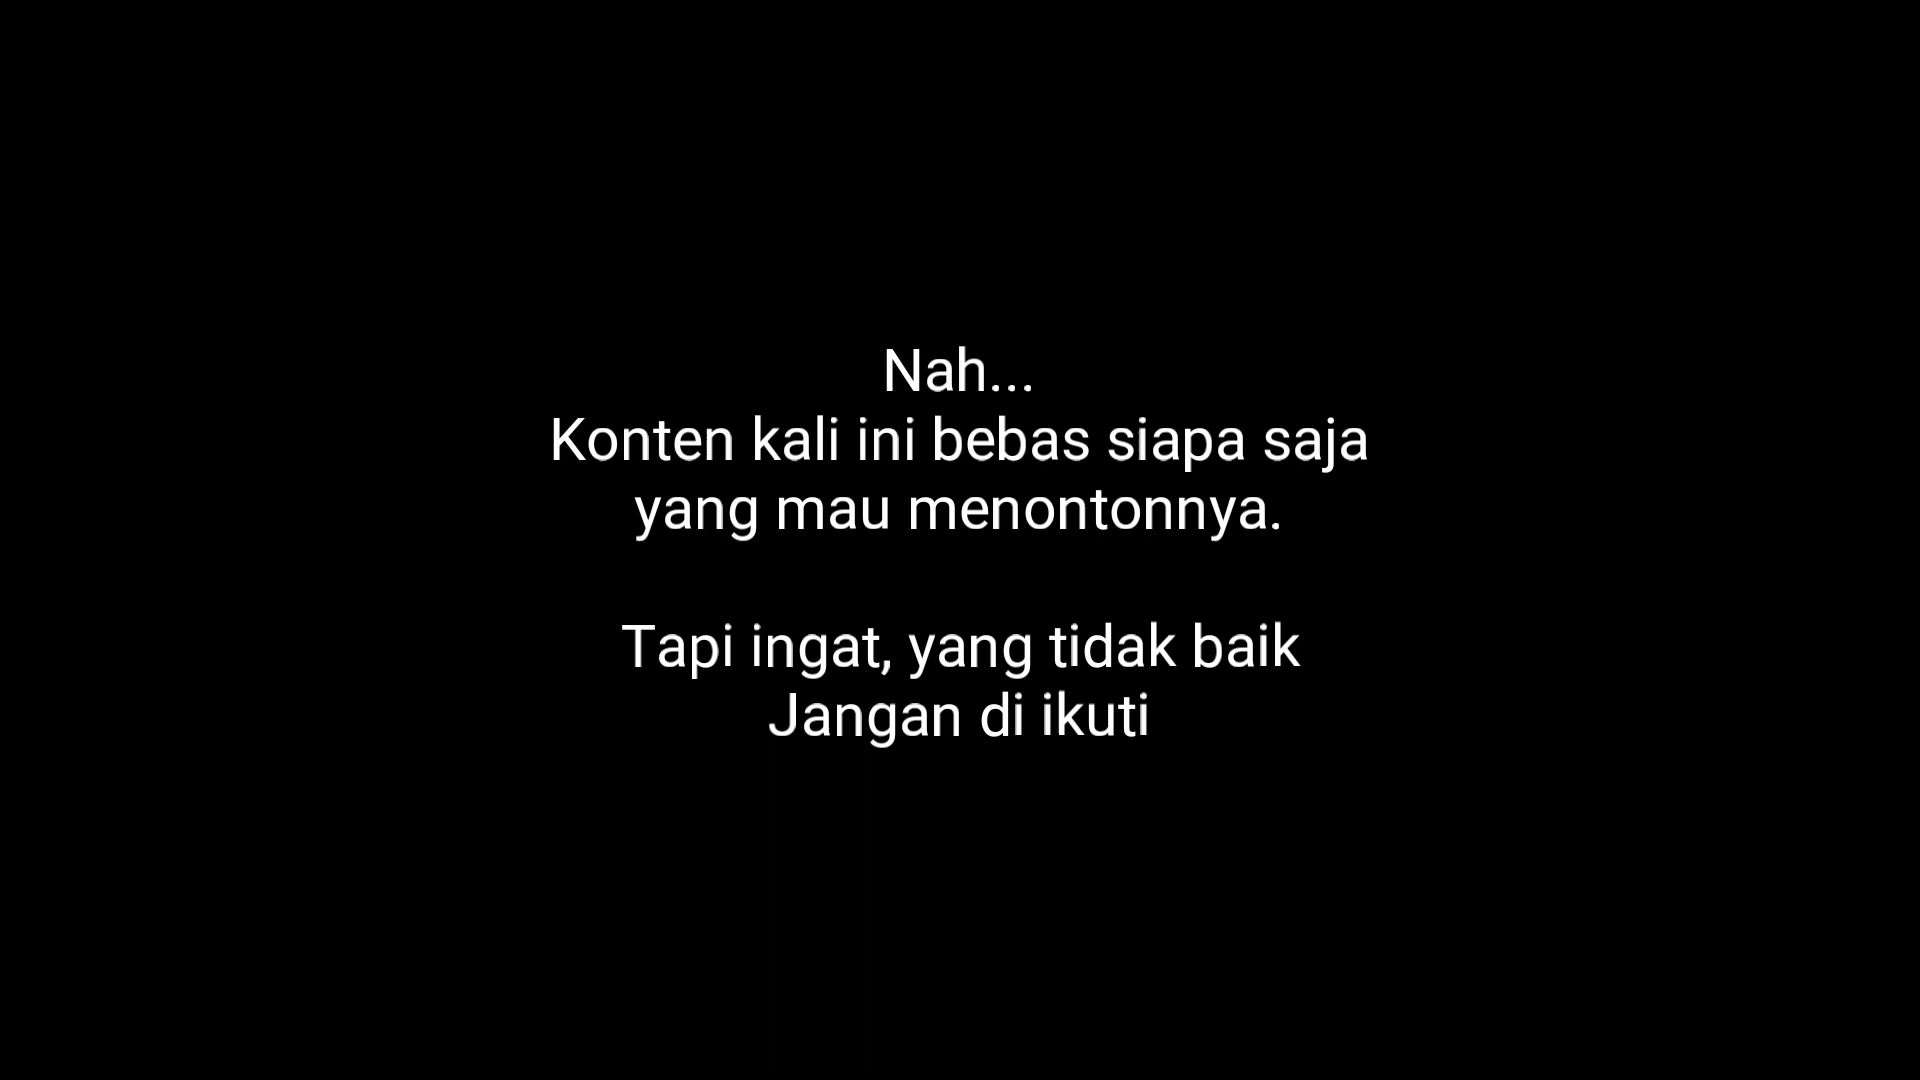 Nah...
Konten kali ini bebas siapa saja
yang mau menontonnya.
Tapi ingat, yang tidak baik
Jangan di ikuti